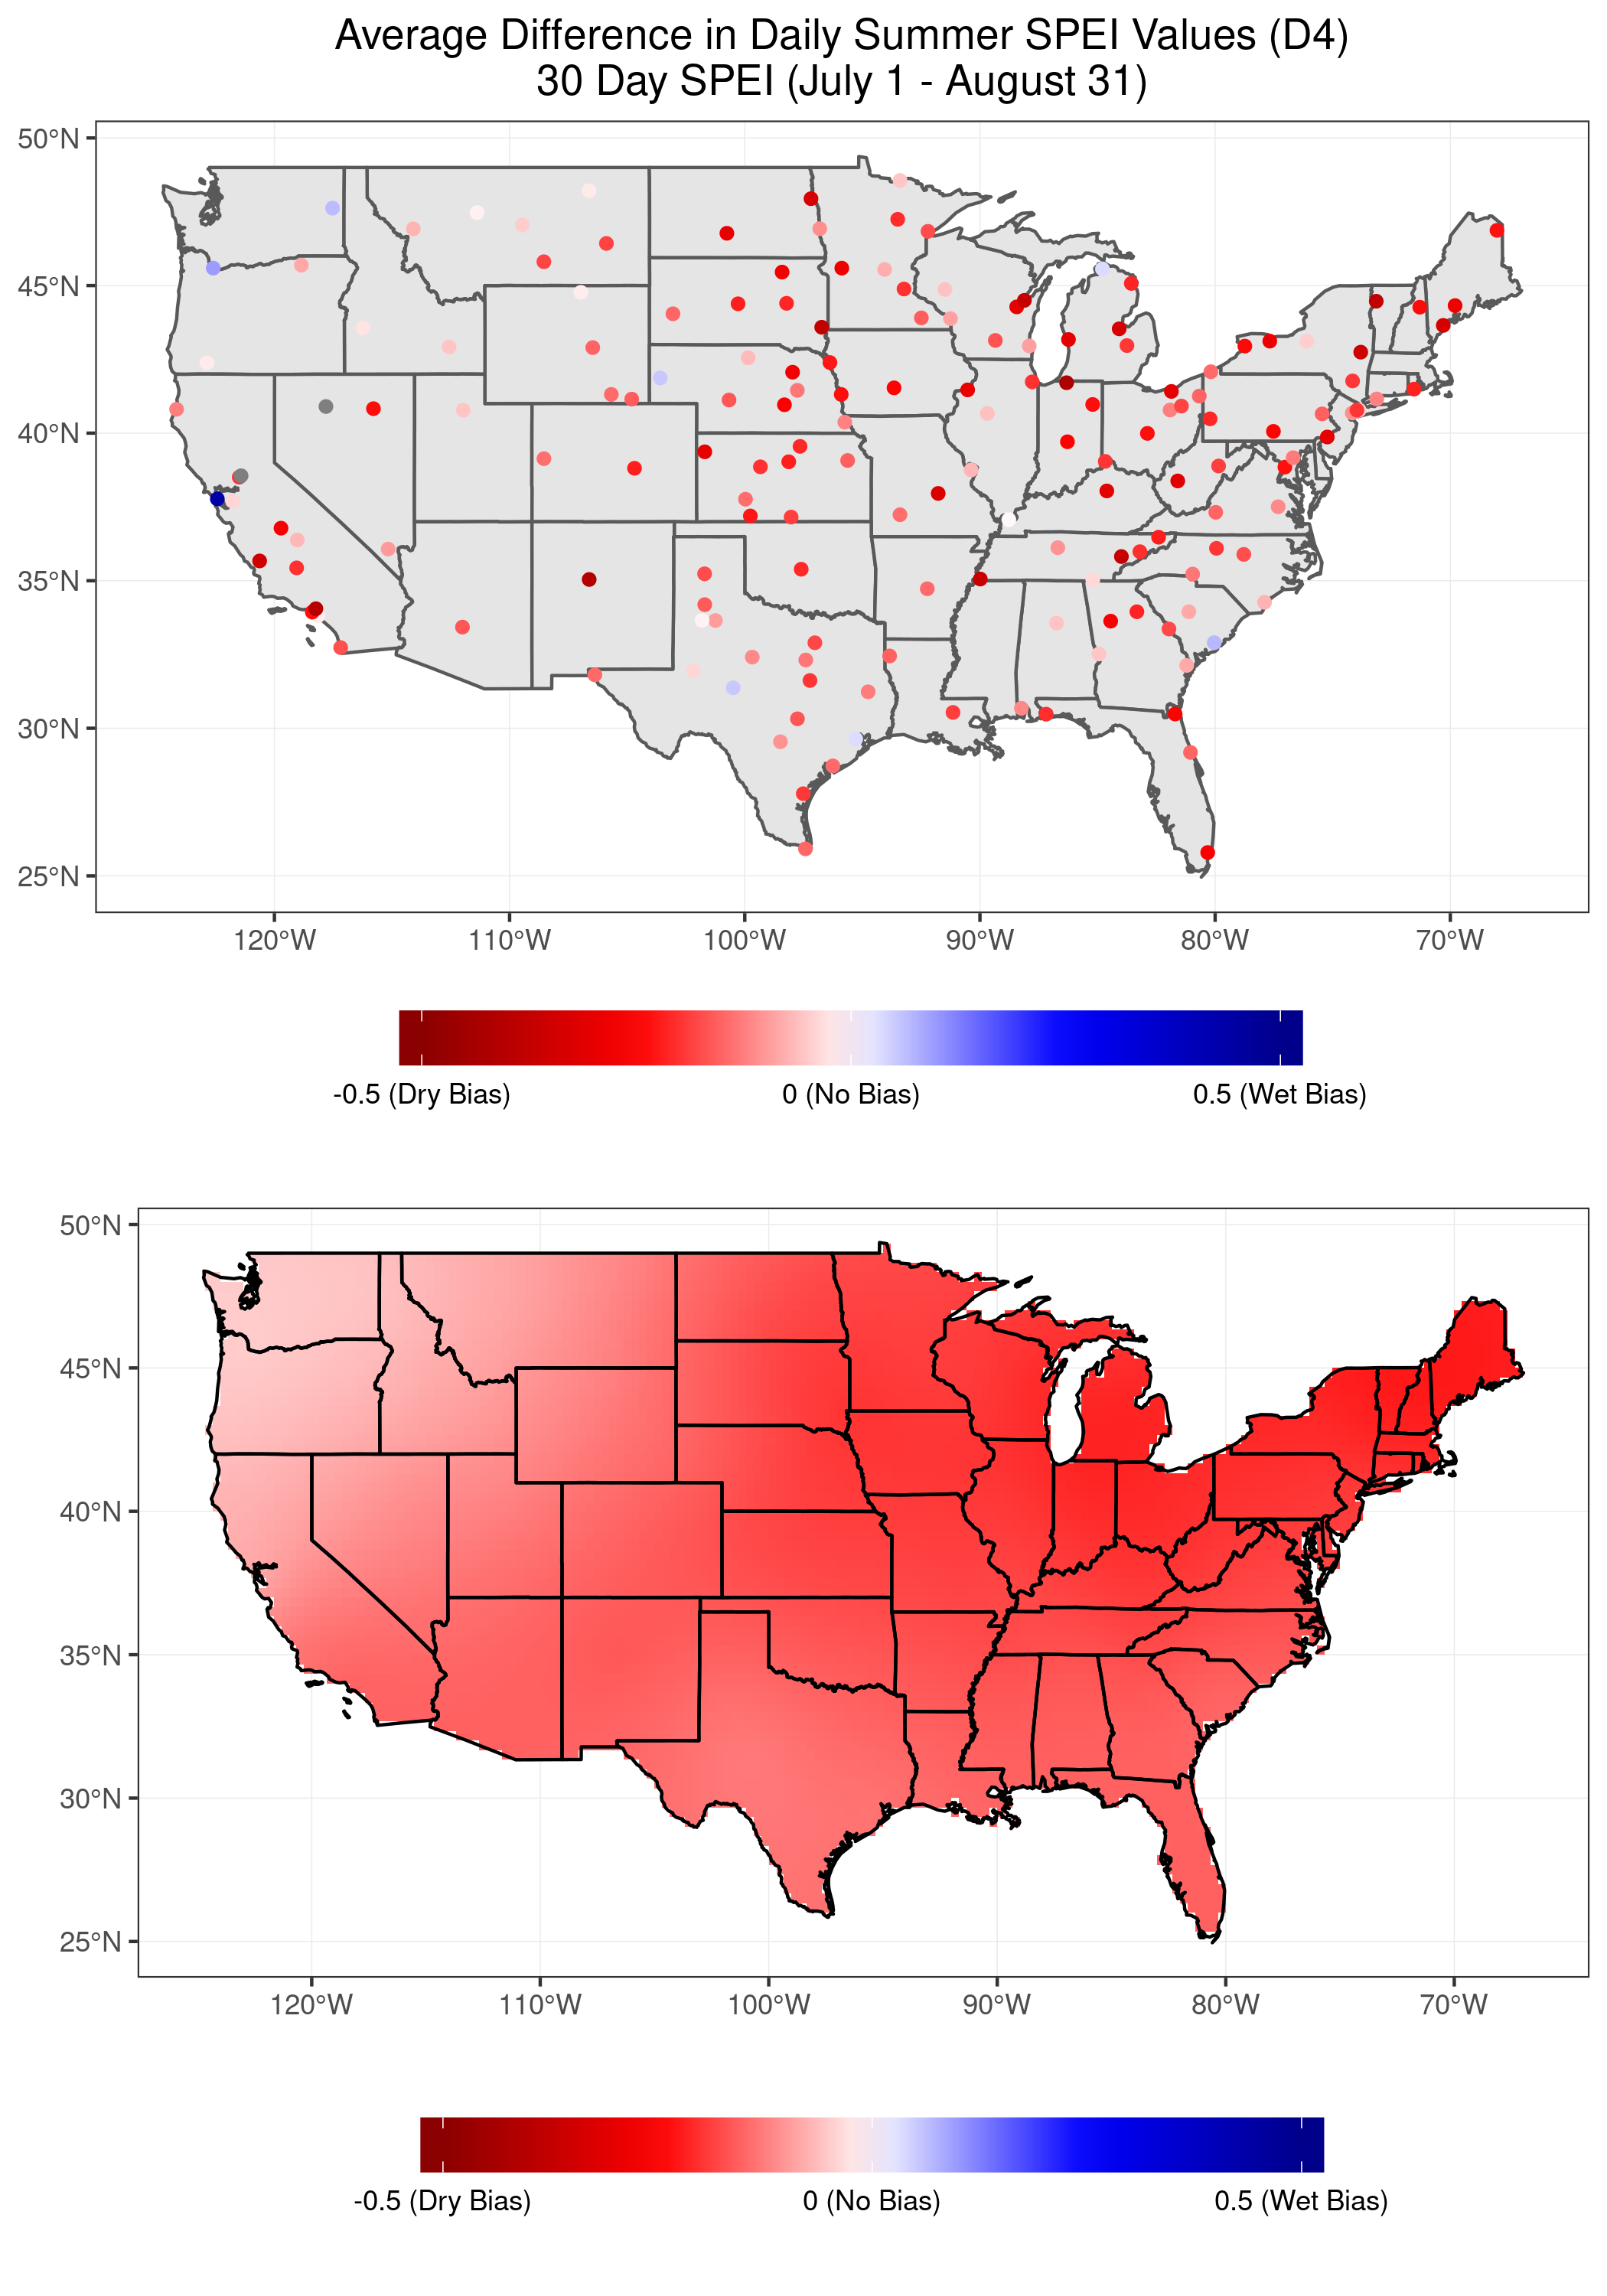 Average Difference in Daily Summer SPEI Values (D4)
30 Day SPEI (July 1 - August 31)
50°N
45°N
40°N
35°N
30°N
25°N
120°W 110°W 100°W 90°W 80°W 70°W
-0.5 (Dry Bias) 0 (No Bias) 0.5 (Wet Bias)
50°N
45°N
40°N
35°N
30°N
25°N
120°W 110°W 100°W 90°W 80°W 70°W
-0.5 (Dry Bias) 0 (No Bias) 0.5 (Wet Bias)